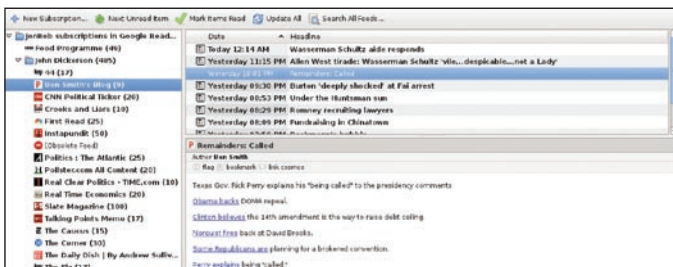 New Subscription... Next Unread Item Mark Items Read Update All Search All Feeds...
JenWeb subscriptions in Google Read...
Food Programme (46)
John Dickerson (485)
44 (17)
Ben Smith's Blog (9)
CNN Political Ticker (20)
Crooks and Liars (10)
First Read (25)
Instapundit (50)
(Obsolete Feed)
Politics : The Atlantic (25)
Pollster.com All Content (20)
Real Clear Politics - TIME.com (10)
Real Time Economics (20)
Slate Magazine (100)
Talking Points Memo (17)
The Caucus (15)
The Corner (30)
The Daily Dish | By Andrew Sulliv...
Date Headline
Today 12:14 AM Wasserman Schultz aide responds
Yesterday 11:15 PM Allen West tirade: Wasserman Schultz 'vile...despicable...not a Lady'
Yesterday Remainders: Called
Yesterday 09:30 PM Burton 'deeply shocked' at Fai arrest
Yesterday 08:53 PM Under the Huntsman sun
Yesterday 08:29 PM Romney recruiting lawyers
Yesterday 08:09 PM Fundraising in Chinatown
Remainders: Called
Author Ben Smith
flag bookmark link cosmos
Texas Gov. Rick Perry explains his "being called" to the presidency comments
Obama backs DOMA repeal.
Clinton believes the 14th amendment is the way to raise debt ceiling.
Norquist fires back at David Brooks.
Some Republicans are planning for a brokered convention.
Perry explains being "called."